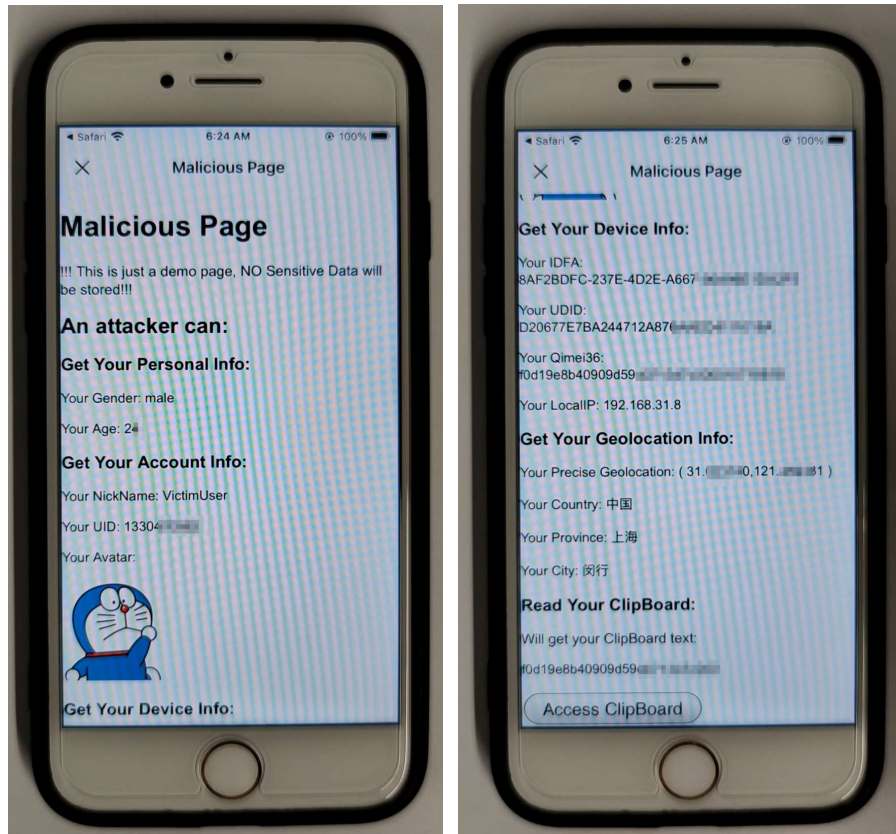 Safari
6:24 AM
100%
Malicious Page
Malicious Page
!!! This is just a demo page, NO Sensitive Data will
be stored!!!
An attacker can:
Get Your Personal Info:
Your Gender: male
Your Age: 2
Get Your Account Info:
Your NickName: VictimUser
Your UID: 13304
Your Avatar:
Get Your Device Info:
Safari
6:25 AM
100%
Malicious Page
Get Your Device Info:
Your IDFA:
8AF2BDFC-237E-4D2E-A667
Your UDID:
D20677E7BA244712A876
Your Qimei36:
f0d19e8b40909d59
Your LocalIP: 192.168.31.8
Get Your Geolocation Info:
Your Precise Geolocation: ( 31. 0,121. 31 )
Your Country: 中国
Your Province: 上海
Your City: 闵行
Read Your ClipBoard:
Will get your ClipBoard text:
f0d19e8b40909d59
Access ClipBoard